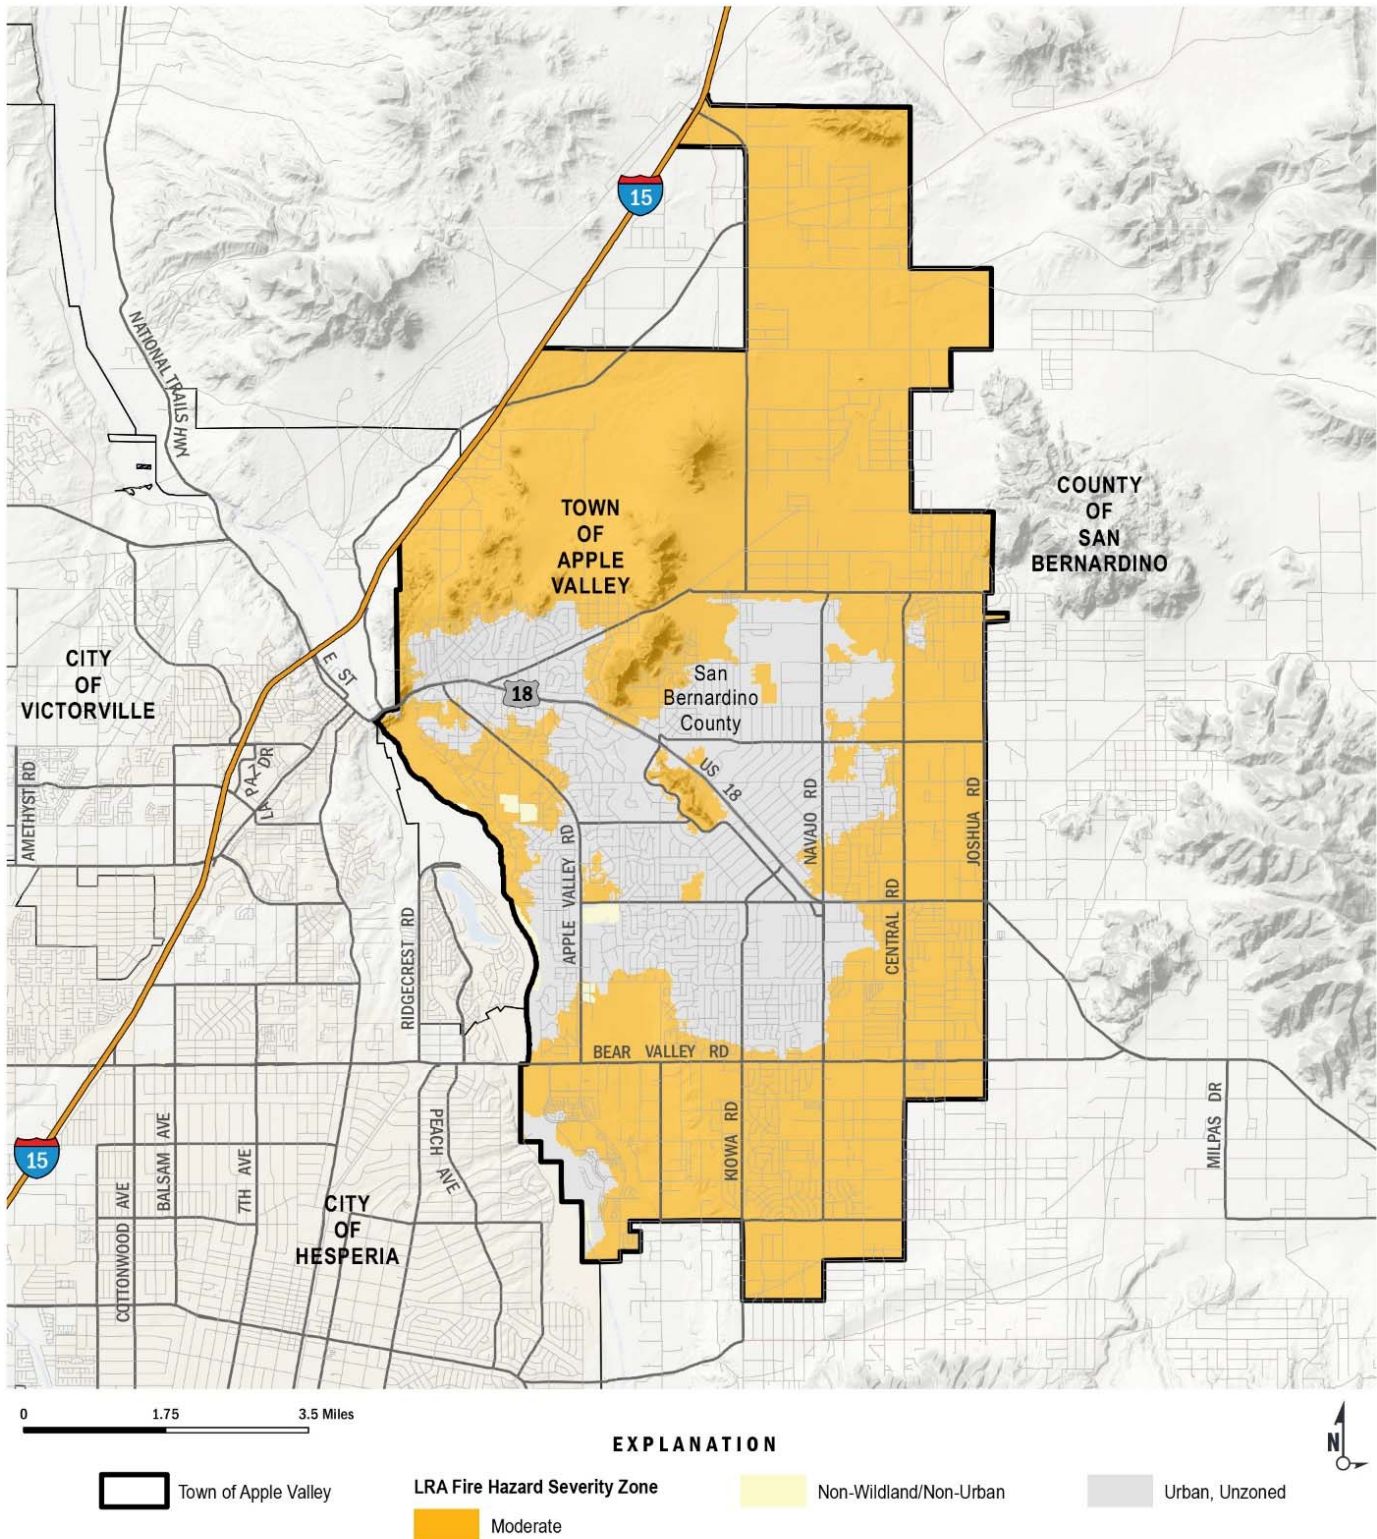 15
NATIONAL TRAILS HWY
TOWN
OF
APPLE
VALLEY
COUNTY
OF
SAN
BERNARDINO
CITY
OF
VICTORVILLE
E ST
18
San
Bernardino
County
US 18
AMETHYST RD
LA PAZ DR
NAVAJO RD
JOSHUA RD
APPLE VALLEY RD
CENTRAL RD
RIDGECREST RD
BEAR VALLEY RD
KIOWA RD
MILPAS DR
PEACH AVE
BALSAM AVE
7TH AVE
COTTONWOOD AVE
15
CITY
OF
HESPERIA
0 1.75 3.5 Miles
N
EXPLANATION
Town of Apple Valley
LRA Fire Hazard Severity Zone
Moderate
Non-Wildland/Non-Urban
Urban, Unzoned